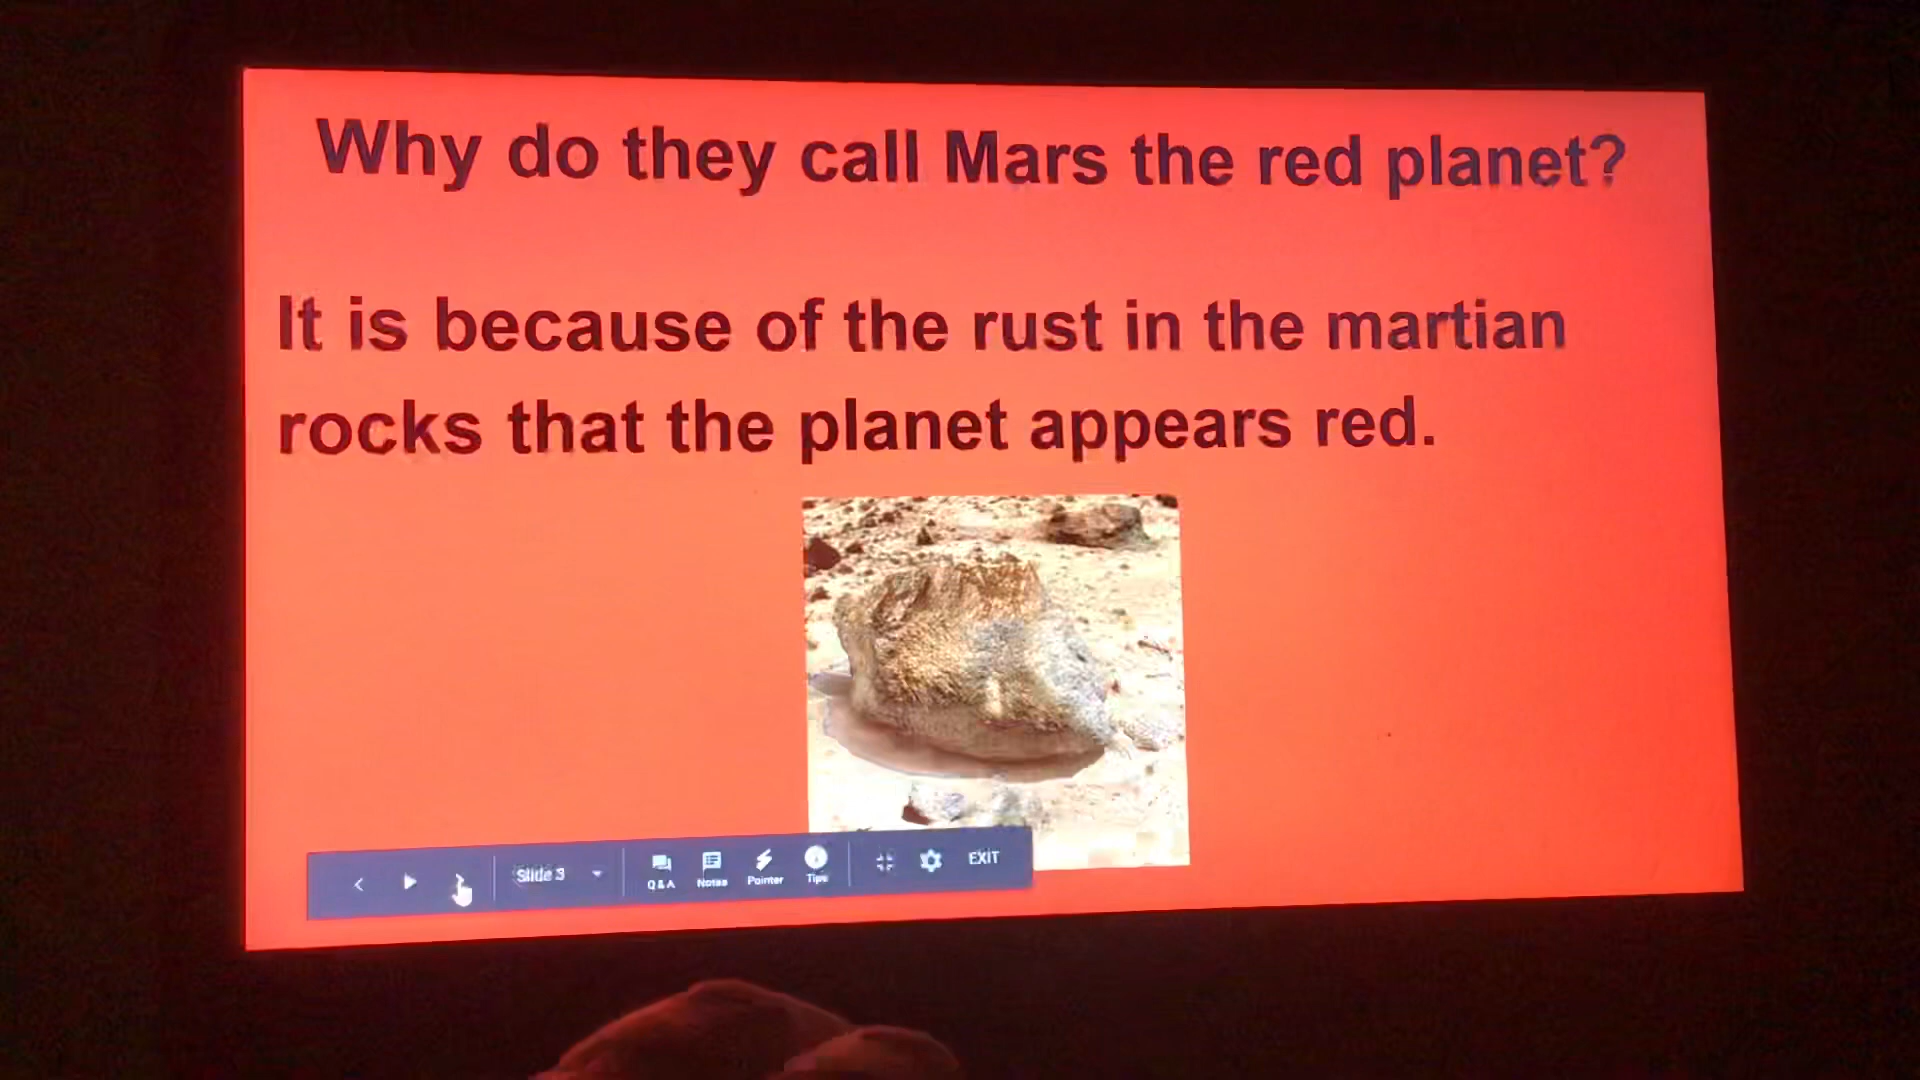 Why do they call Mars the red planet?
It is because of the rust in the martian
rocks that the planet appears red.
Slide 3
Q & A
Notes
Pointer
Tips
EXIT